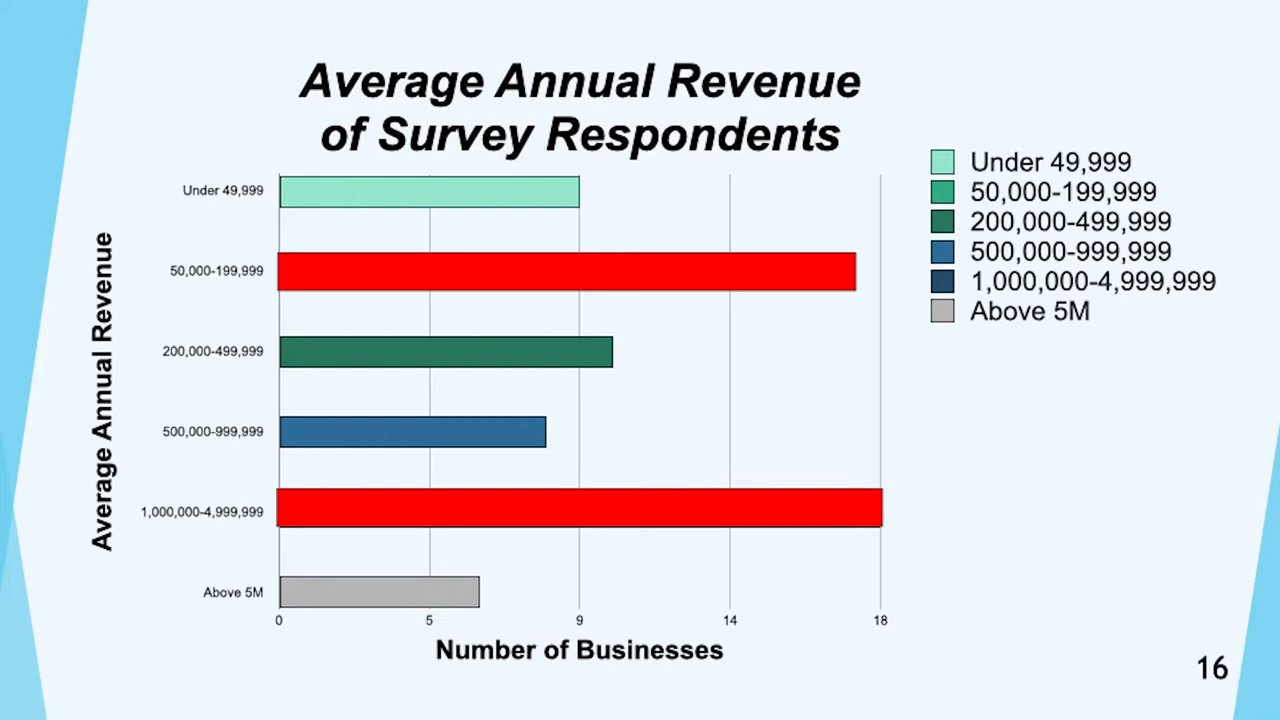 Average Annual Revenue
of Survey Respondents
Under 49,999
50,000-199,999
200,000-499,999
500,000-999,999
1,000,000-4,999,999
Above 5M
Average Annual Revenue
Under 49,999
50,000-199,999
200,000-499,999
500,000-999,999
1,000,000-4,999,999
Above 5M
0 5 9 14 18
Number of Businesses
16